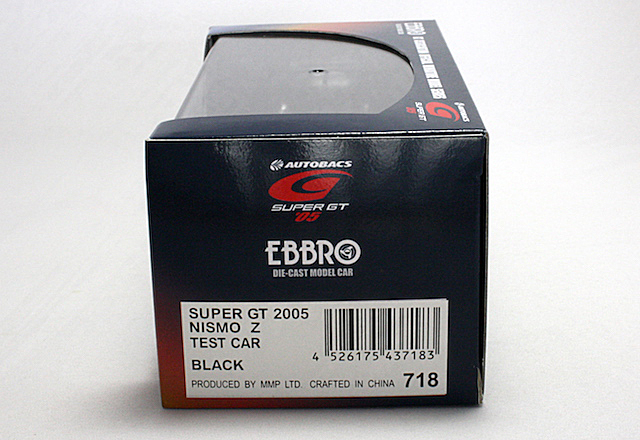 AUTOBACS
SUPER GT
'05
EBBRO
DIE-CAST MODEL CAR
SUPER GT 2005
NISMO Z
TEST CAR
BLACK
4 526175 437183
PRODUCED BY MMP LTD. CRAFTED IN CHINA 718